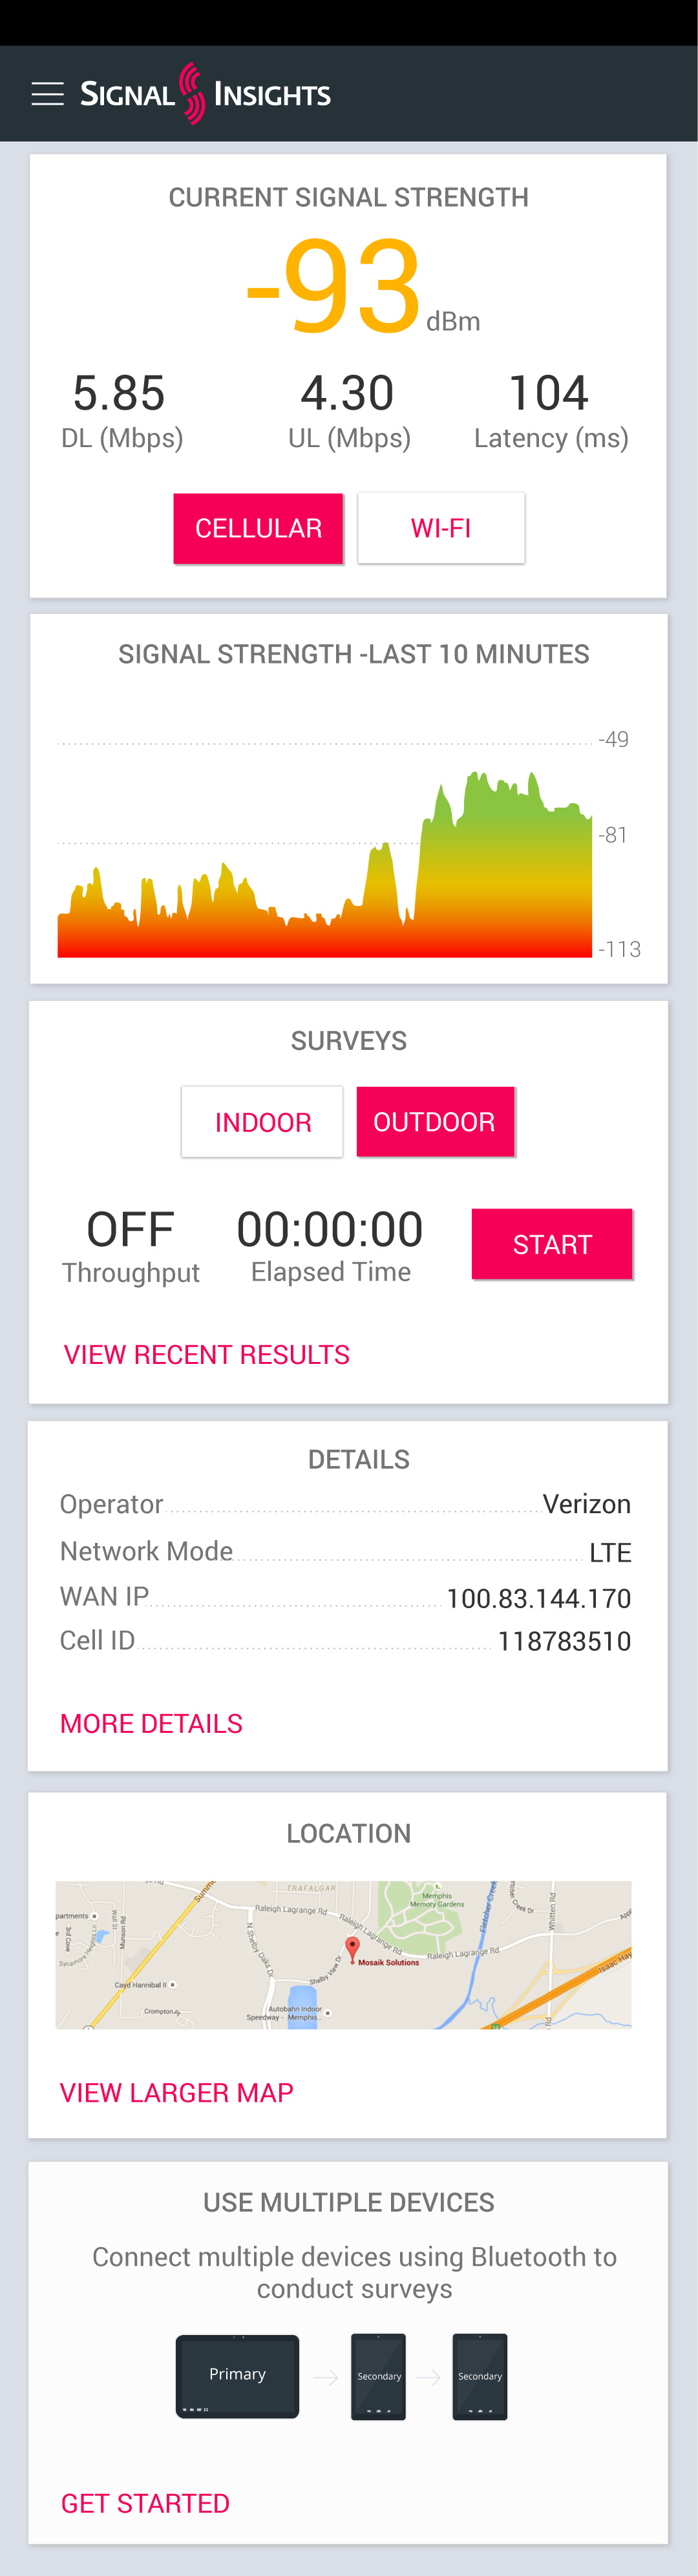 SIGNAL INSIGHTS
CURRENT SIGNAL STRENGTH
-93 dBm
5.85 4.30 104
DL (Mbps) UL (Mbps) Latency (ms)
CELLULAR WI-FI
SIGNAL STRENGTH -LAST 10 MINUTES
-49
-81
-113
SURVEYS
INDOOR OUTDOOR
OFF 00:00:00 START
Throughput Elapsed Time
VIEW RECENT RESULTS
DETAILS
Operator Verizon
Network Mode LTE
WAN IP 100.83.144.170
Cell ID 118783510
MORE DETAILS
LOCATION
TRAFALGAR
Memphis
Memory Gardens
Raleigh Lagrange Rd
Raleigh Lagrange Rd
Raleigh Lagrange Rd
Fletcher Creek
Whitten Rd
partments
3rd Cove
Munson Rd
N Shelby Oaks Dr
Shelby View Dr
Mosaik Solutions
Cayd Hannibal II
Crompton
Autobahn Indoor
Speedway - Memphis...
Isaac Hay
VIEW LARGER MAP
USE MULTIPLE DEVICES
Connect multiple devices using Bluetooth to
conduct surveys
Primary Secondary Secondary
GET STARTED